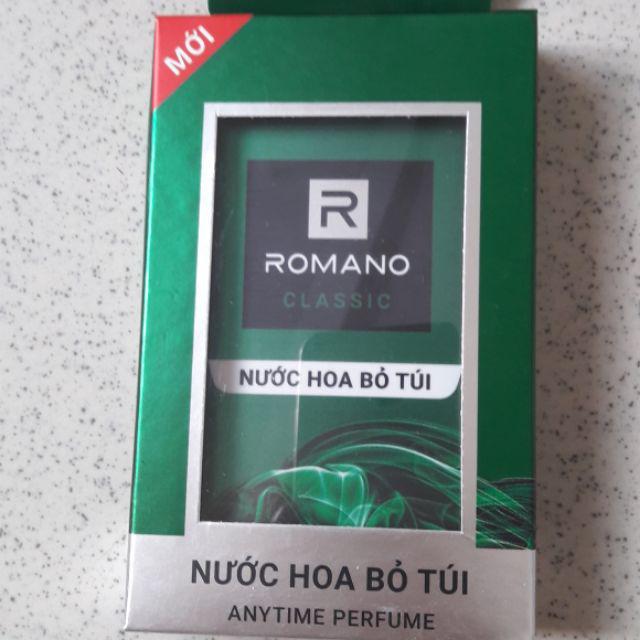 MỚI
R
ROMANO
CLASSIC
NƯỚC HOA BỎ TÚI
NƯỚC HOA BỎ TÚI
ANYTIME PERFUME